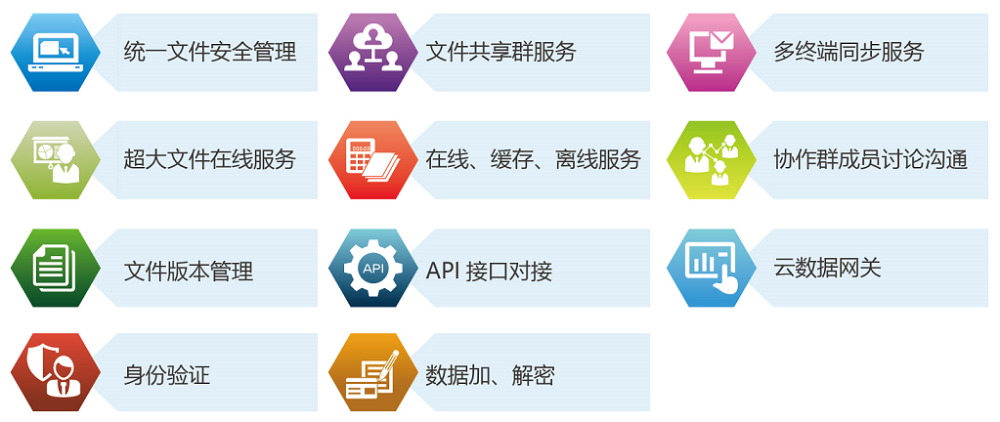 统一文件安全管理
文件共享群服务
多终端同步服务
超大文件在线服务
在线、缓存、离线服务
协作群成员讨论沟通
文件版本管理
API
API 接口对接
云数据网关
身份验证
数据加、解密